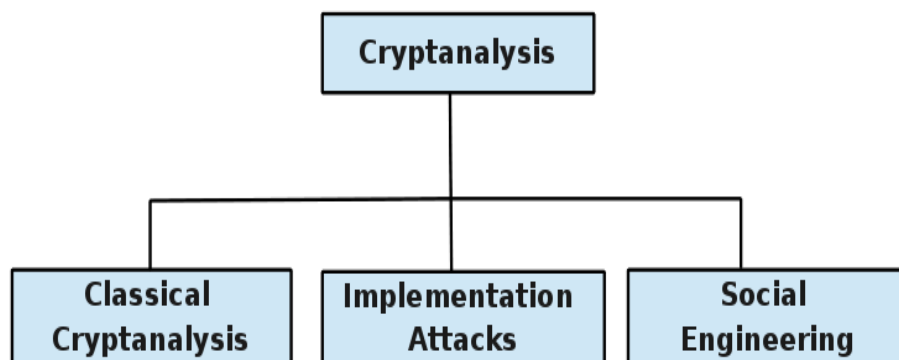 Cryptanalysis
Classical
Cryptanalysis
Implementation
Attacks
Social
Engineering